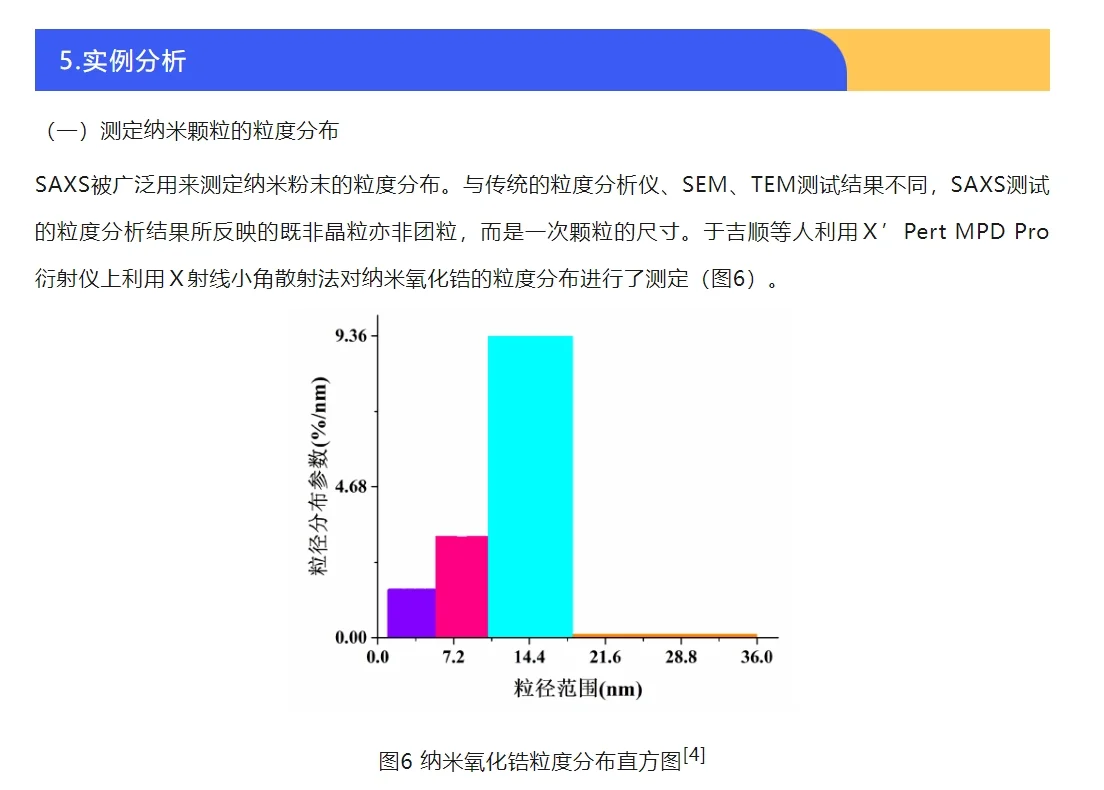 5.实例分析
（一）测定纳米颗粒的粒度分布
SAXS被广泛用来测定纳米粉末的粒度分布。与传统的粒度分析仪、SEM、TEM测试结果不同，SAXS测试
的粒度分析结果所反映的既非晶粒亦非团粒，而是一次颗粒的尺寸。于吉顺等人利用Ｘ’Pert MPD Pro
衍射仪上利用Ｘ射线小角散射法对纳米氧化锆的粒度分布进行了测定（图6）。
粒径分布参数(%/nm)
9.36
4.68
0.00
0.0 7.2 14.4 21.6 28.8 36.0
粒径范围(nm)
图6 纳米氧化锆粒度分布直方图[4]